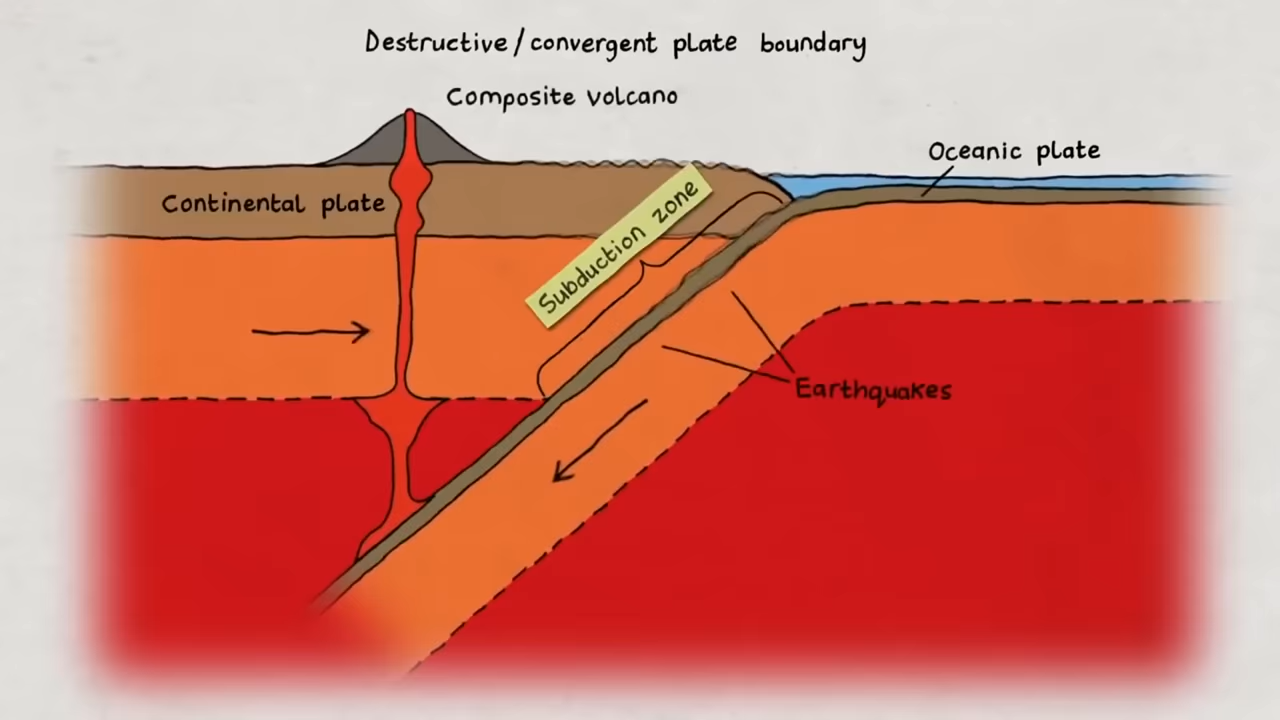 Destructive/convergent plate boundary
Composite volcano
Oceanic plate
Continental plate
Subduction zone
Earthquakes